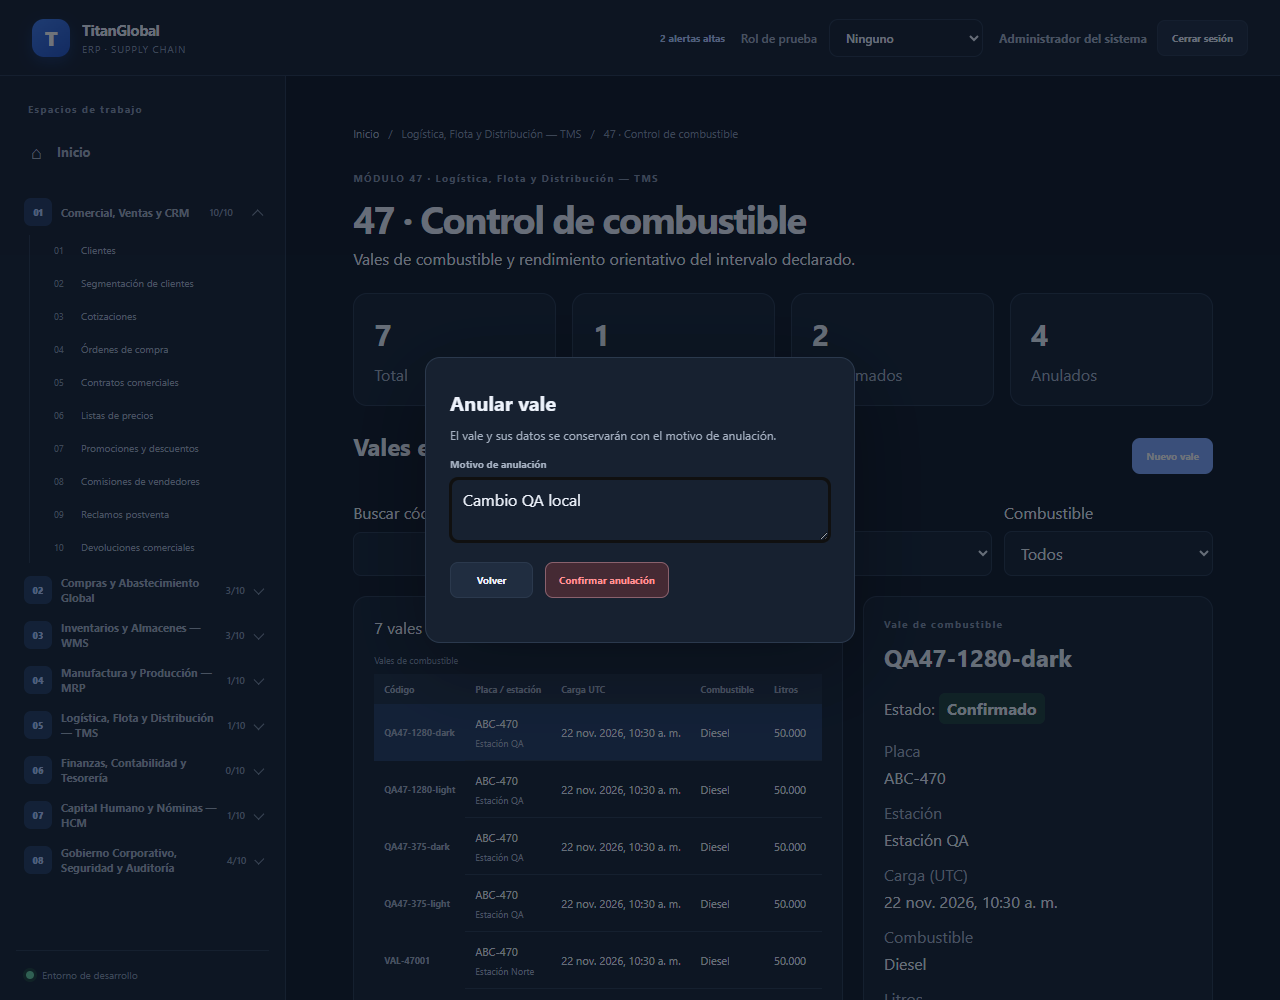 T
TitanGlobal
ERP · SUPPLY CHAIN
2 alertas altas
Rol de prueba
Ninguno
Administrador del sistema
Cerrar sesión
Espacios de trabajo
Inicio
01 Comercial, Ventas y CRM 10/10
01 Clientes
02 Segmentación de clientes
03 Cotizaciones
04 Órdenes de compra
05 Contratos comerciales
06 Listas de precios
07 Promociones y descuentos
08 Comisiones de vendedores
09 Reclamos postventa
10 Devoluciones comerciales
02 Compras y Abastecimiento
Global 3/10
03 Inventarios y Almacenes —
WMS 3/10
04 Manufactura y Producción —
MRP 1/10
05 Logística, Flota y Distribución
— TMS 1/10
06 Finanzas, Contabilidad y
Tesorería 0/10
07 Capital Humano y Nóminas —
HCM 1/10
08 Gobierno Corporativo,
Seguridad y Auditoría 4/10
Entorno de desarrollo
Inicio / Logística, Flota y Distribución — TMS / 47 · Control de combustible
MÓDULO 47 · Logística, Flota y Distribución — TMS
47 · Control de combustible
Vales de combustible y rendimiento orientativo del intervalo declarado.
7
Total
1
2
mados
4
Anulados
Vales e
Nuevo vale
Buscar cód
Combustible
Todos
Anular vale
El vale y sus datos se conservarán con el motivo de anulación.
Motivo de anulación
Cambio QA local
Volver
Confirmar anulación
7 vales
Vales de combustible
Código Placa / estación Carga UTC Combustible Litros
QA47-1280-dark ABC-470 22 nov. 2026, 10:30 a. m. Diesel 50.000
Estación QA
QA47-1280-light ABC-470 22 nov. 2026, 10:30 a. m. Diesel 50.000
Estación QA
QA47-375-dark ABC-470 22 nov. 2026, 10:30 a. m. Diesel 50.000
Estación QA
QA47-375-light ABC-470 22 nov. 2026, 10:30 a. m. Diesel 50.000
Estación QA
VAL-47001 ABC-470 22 nov. 2026, 10:30 a. m. Diesel 50.000
Estación Norte
Vale de combustible
QA47-1280-dark
Estado: Confirmado
Placa
ABC-470
Estación
Estación QA
Carga (UTC)
22 nov. 2026, 10:30 a. m.
Combustible
Diesel
Litros